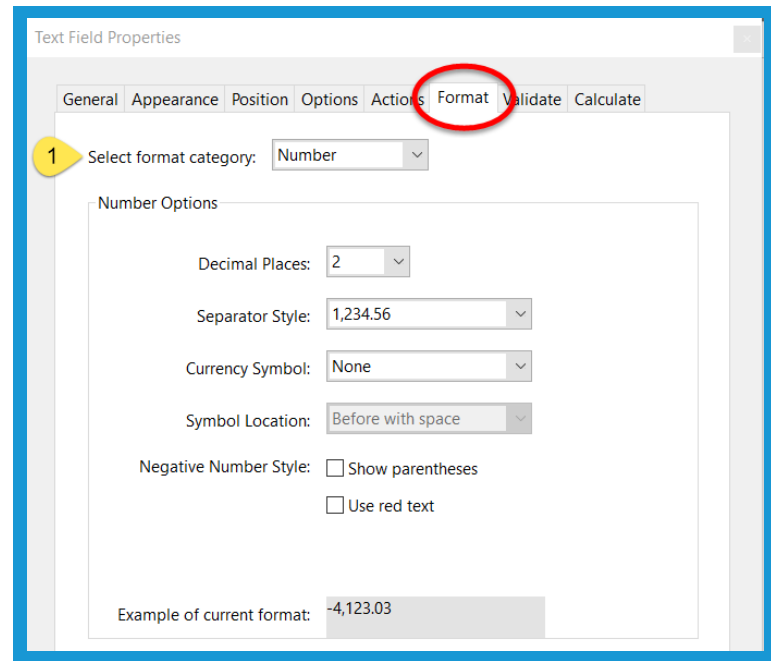 Text Field Properties
General Appearance Position Options Actions Format Validate Calculate
1 Select format category: Number
Number Options
Decimal Places: 2
Separator Style: 1,234.56
Currency Symbol: None
Symbol Location: Before with space
Negative Number Style: Show parentheses
Use red text
Example of current format: -4,123.03